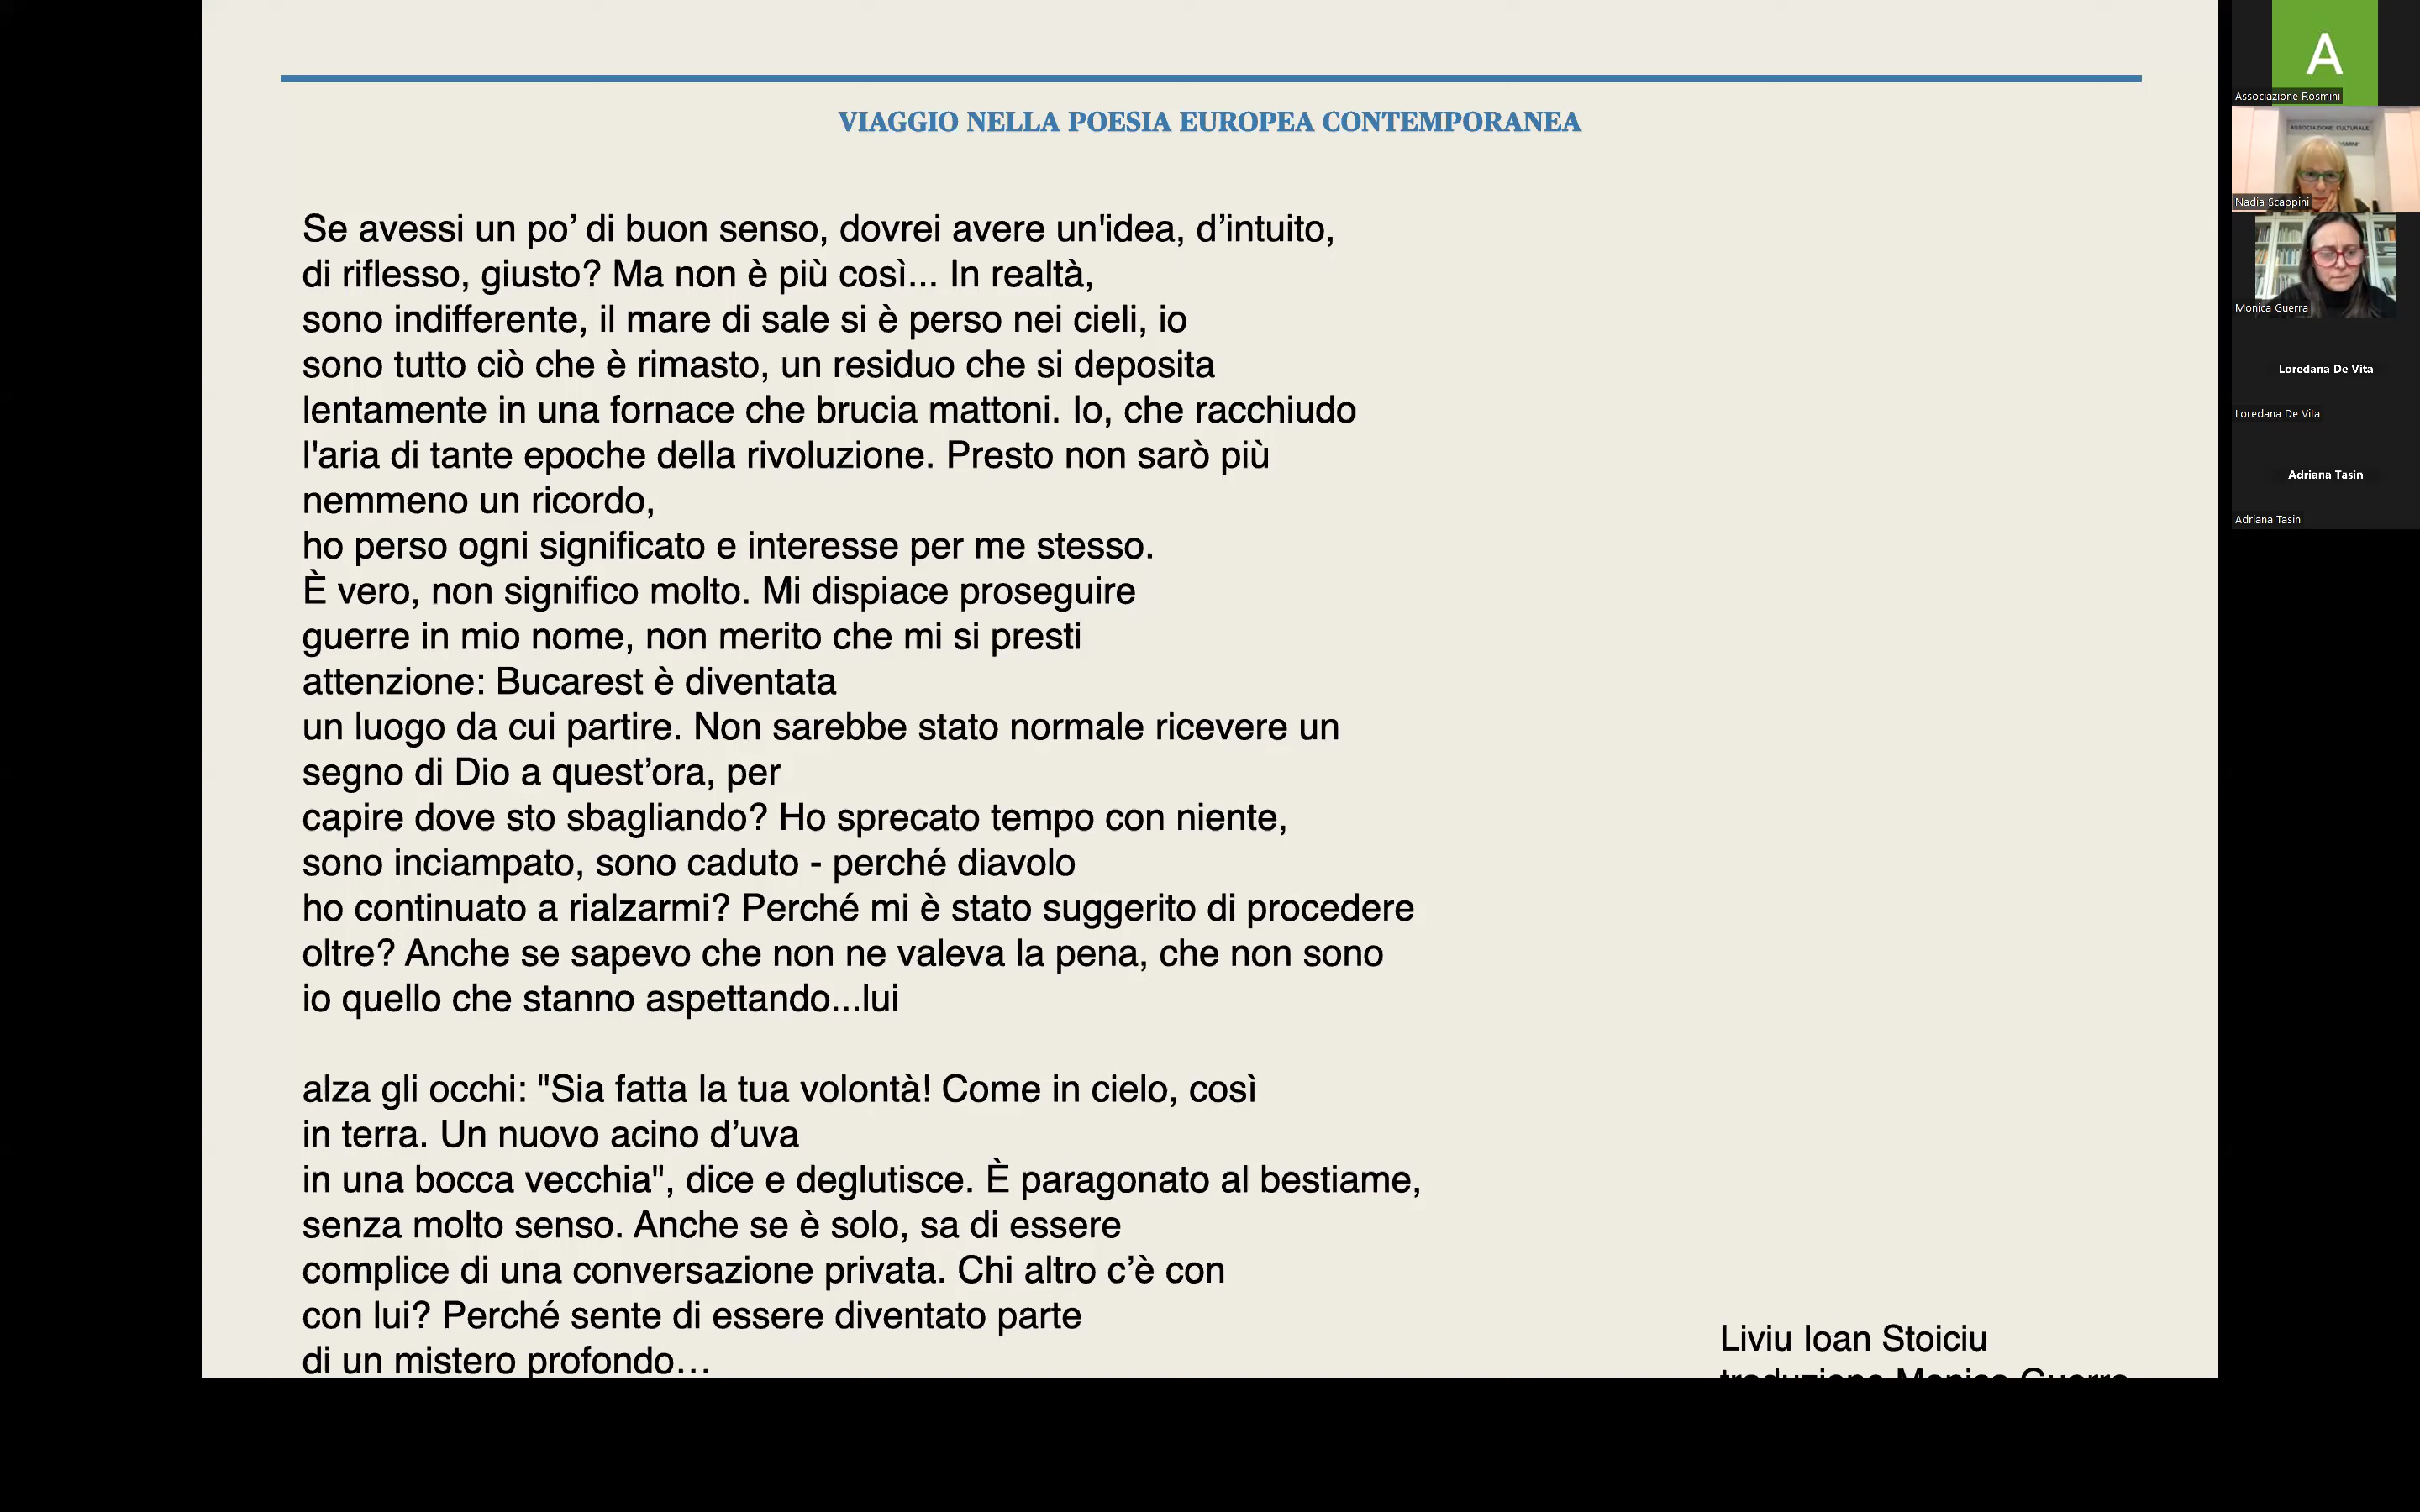 VIAGGIO NELLA POESIA EUROPEA CONTEMPORANEA
Se avessi un po’ di buon senso, dovrei avere un'idea, d’intuito,
di riflesso, giusto? Ma non è più così... In realtà,
sono indifferente, il mare di sale si è perso nei cieli, io
sono tutto ciò che è rimasto, un residuo che si deposita
lentamente in una fornace che brucia mattoni. Io, che racchiudo
l'aria di tante epoche della rivoluzione. Presto non sarò più
nemmeno un ricordo,
ho perso ogni significato e interesse per me stesso.
È vero, non significo molto. Mi dispiace proseguire
guerre in mio nome, non merito che mi si presti
attenzione: Bucarest è diventata
un luogo da cui partire. Non sarebbe stato normale ricevere un
segno di Dio a quest’ora, per
capire dove sto sbagliando? Ho sprecato tempo con niente,
sono inciampato, sono caduto - perché diavolo
ho continuato a rialzarmi? Perché mi è stato suggerito di procedere
oltre? Anche se sapevo che non ne valeva la pena, che non sono
io quello che stanno aspettando...lui
alza gli occhi: "Sia fatta la tua volontà! Come in cielo, così
in terra. Un nuovo acino d’uva
in una bocca vecchia", dice e deglutisce. È paragonato al bestiame,
senza molto senso. Anche se è solo, sa di essere
complice di una conversazione privata. Chi altro c’è con
con lui? Perché sente di essere diventato parte
di un mistero profondo…
Liviu Ioan Stoiciu
traduzione Monica Guerra
A
Associazione Rosmini
ASSOCIAZIONE CULTURALE
Nadia Scappini
Monica Guerra
Loredana De Vita
Loredana De Vita
Adriana Tasin
Adriana Tasin